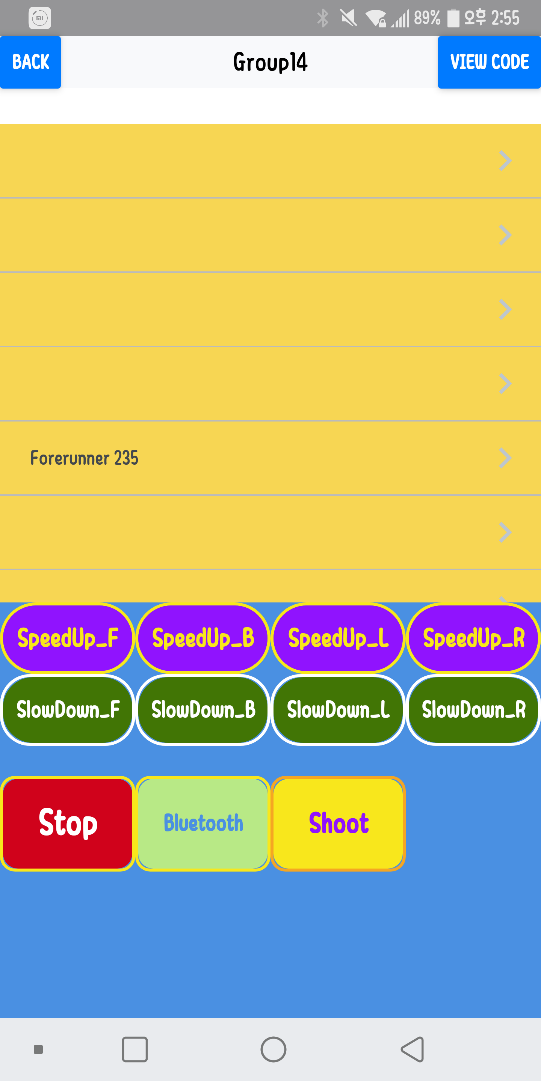 89% 오후 2:55
BACK
Group14
VIEW CODE
Forerunner 235
SpeedUp_F SpeedUp_B SpeedUp_L SpeedUp_R
SlowDown_F SlowDown_B SlowDown_L SlowDown_R
Stop Bluetooth Shoot